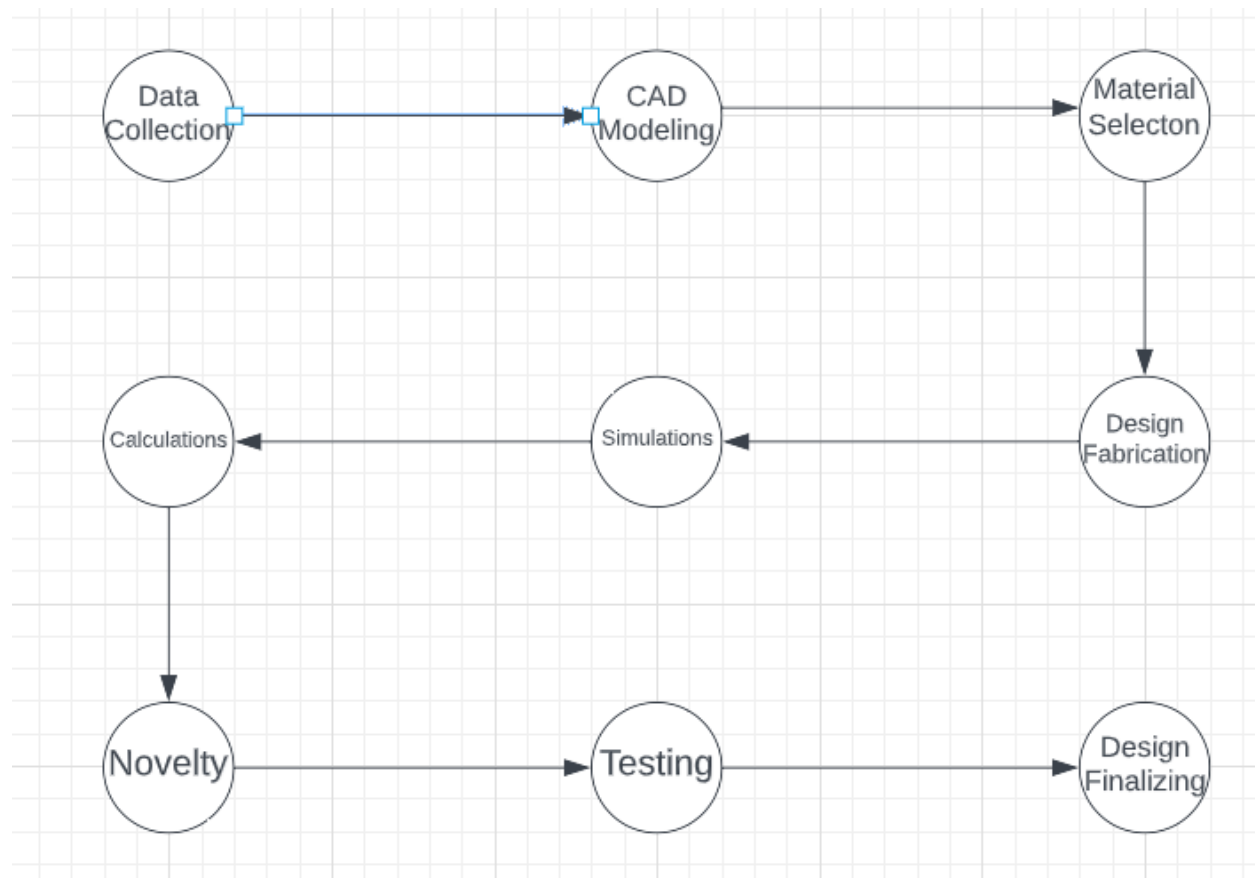 Data
Collection
CAD
Modeling
Material
Selecton
Calculations
Simulations
Design
Fabrication
Novelty
Testing
Design
Finalizing